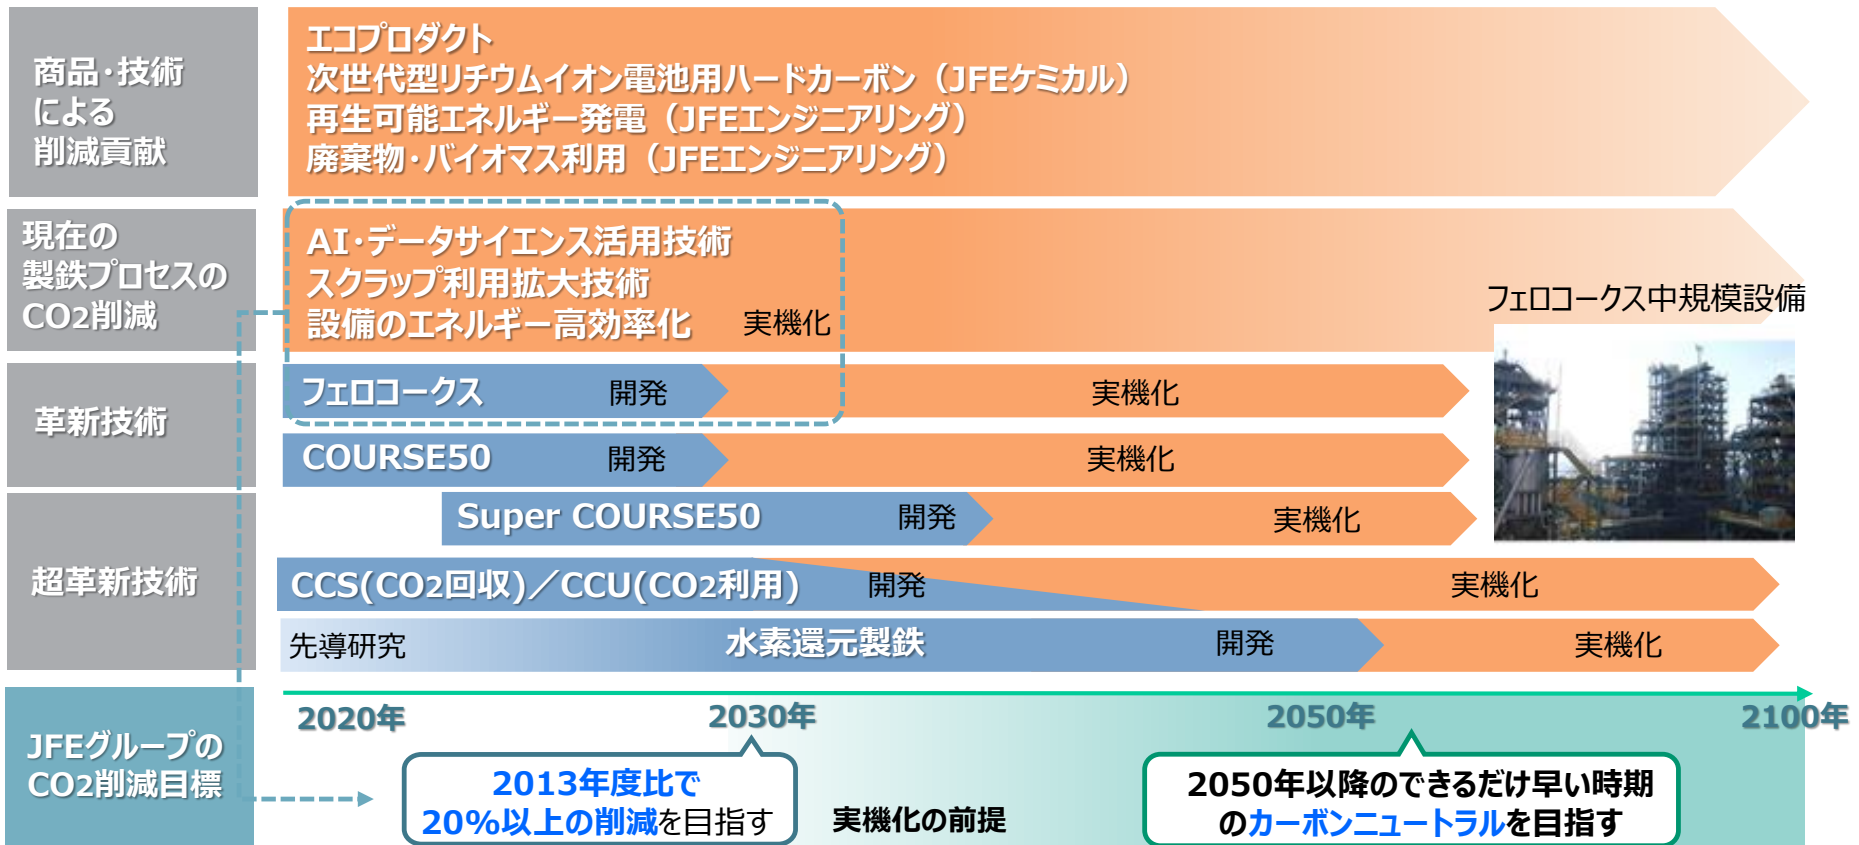 商品・技術
による
削減貢献
エコプロダクト
次世代型リチウムイオン電池用ハードカーボン（JFEケミカル）
再生可能エネルギー発電（JFEエンジニアリング）
廃棄物・バイオマス利用（JFEエンジニアリング）
現在の
製鉄プロセスの
CO2削減
AI・データサイエンス活用技術
スクラップ利用拡大技術
設備のエネルギー高効率化 実機化
フェロコークス中規模設備
革新技術
フェロコークス 開発 実機化
COURSE50 開発 実機化
超革新技術
Super COURSE50 開発 実機化
CCS(CO2回収)／CCU(CO2利用) 開発 実機化
先導研究 水素還元製鉄 開発 実機化
2020年 2030年 2050年 2100年
JFEグループの
CO2削減目標
2013年度比で
20%以上の削減を目指す
実機化の前提
2050年以降のできるだけ早い時期
のカーボンニュートラルを目指す